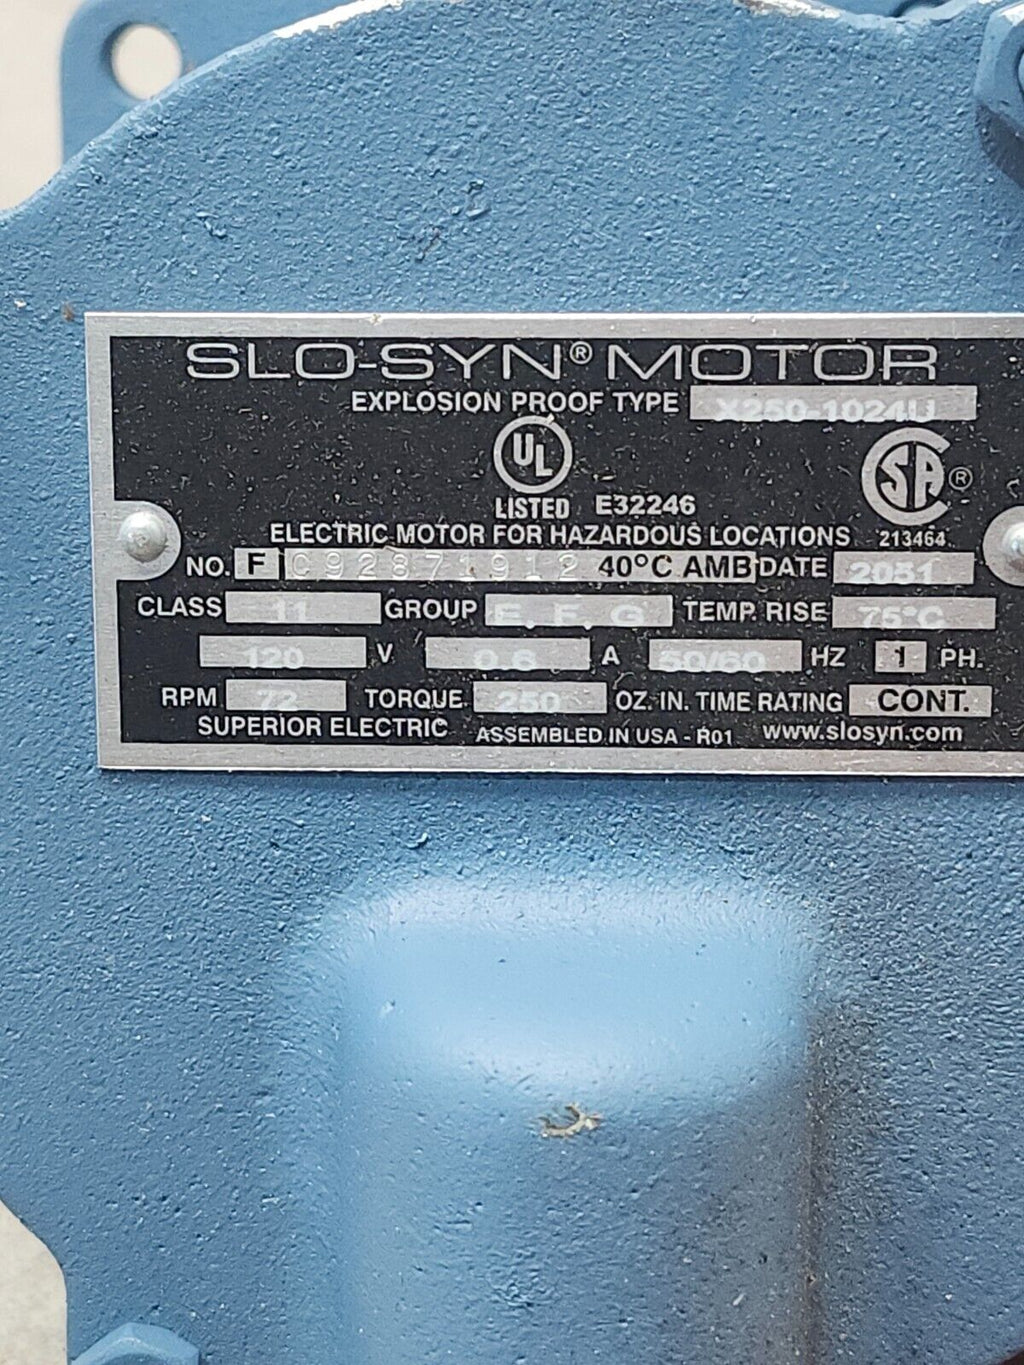 SLO-SYN® MOTOR
EXPLOSION PROOF TYPE X250-1024U
UL
LISTED E32246
SA ®
ELECTRIC MOTOR FOR HAZARDOUS LOCATIONS 213464
NO. F C92871912 40°C AMB DATE 2051
CLASS 11 GROUP E, F, G TEMP. RISE 75°C
120 V 0.6 A 50/60 HZ 1 PH.
RPM 72 TORQUE 250 OZ. IN. TIME RATING CONT.
SUPERIOR ELECTRIC ASSEMBLED IN USA - R01 www.slosyn.com